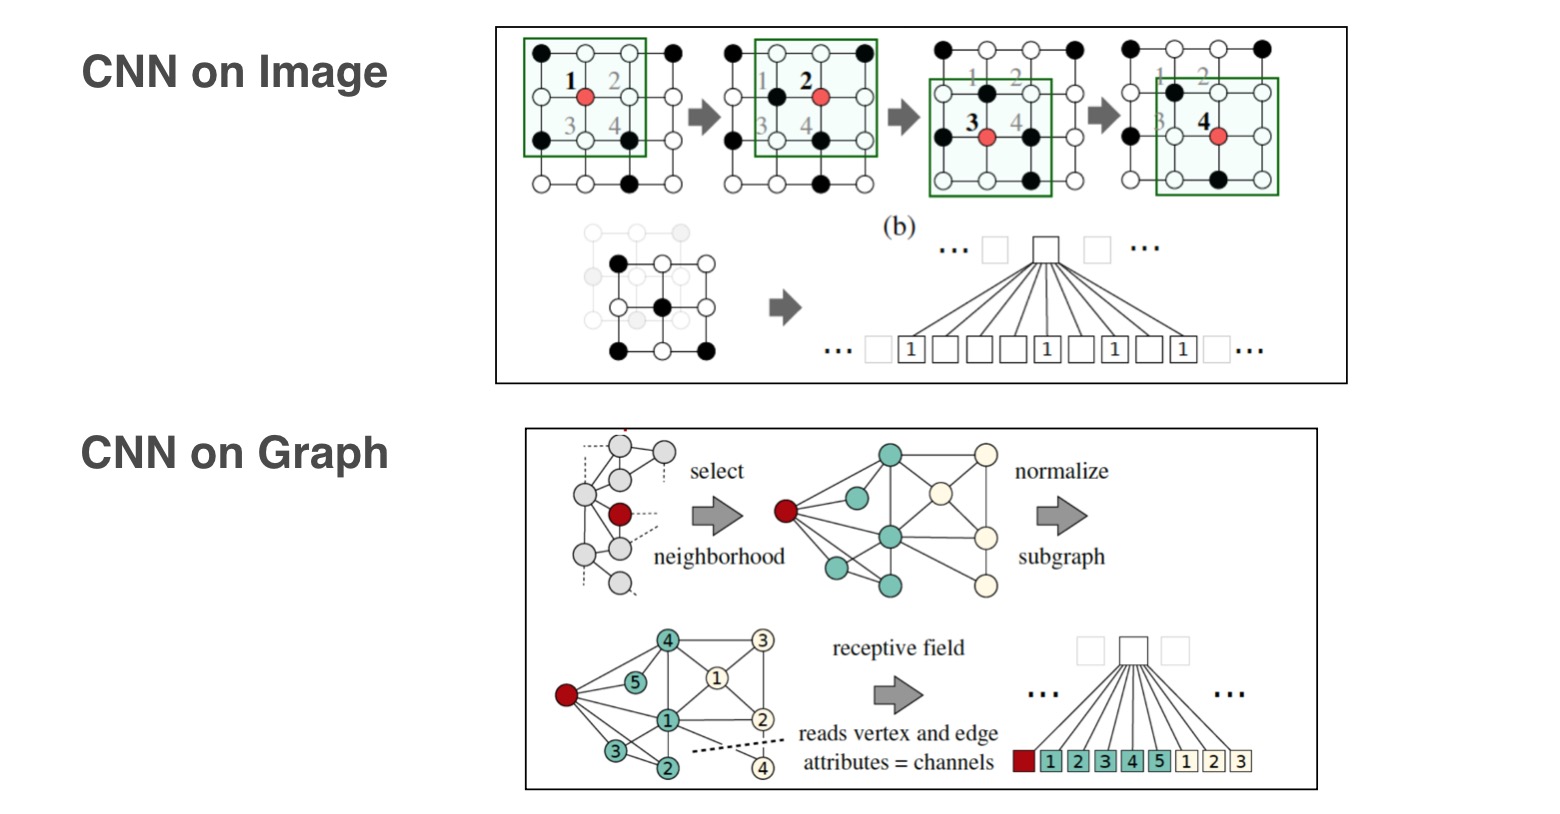 CNN on Image
1 2
3 4
1 2
3 4
1 2
3 4
1 2
3 4
(b)
... ...
... 1 1 1 1 ...
CNN on Graph
select
neighborhood
normalize
subgraph
4 3
5 1
1 2
3
2 4
receptive field
reads vertex and edge
attributes = channels
... ...
1 2 3 4 5 1 2 3